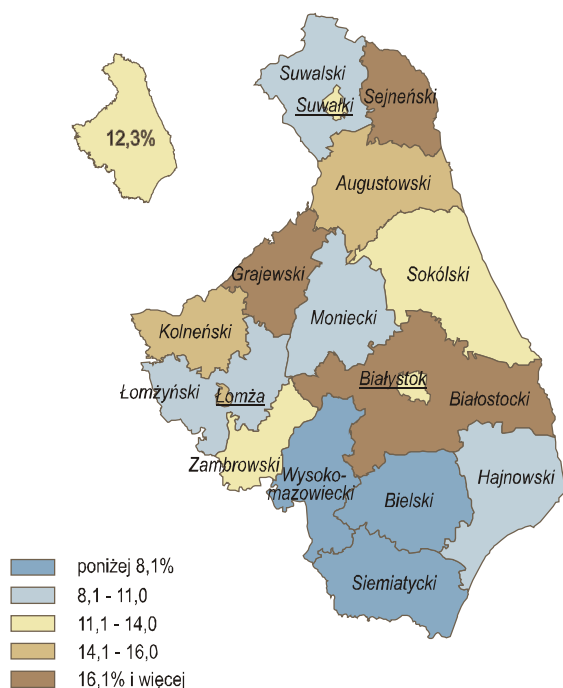 Suwalski
Suwałki
Sejneński
12,3%
Augustowski
Grajewski
Sokólski
Moniecki
Kolneński
Łomżyński
Łomża
Białystok
Białostocki
Zambrowski
Wysoko-
mazowiecki
Hajnowski
Bielski
Siemiatycki
poniżej 8,1%
8,1 - 11,0
11,1 - 14,0
14,1 - 16,0
16,1% i więcej